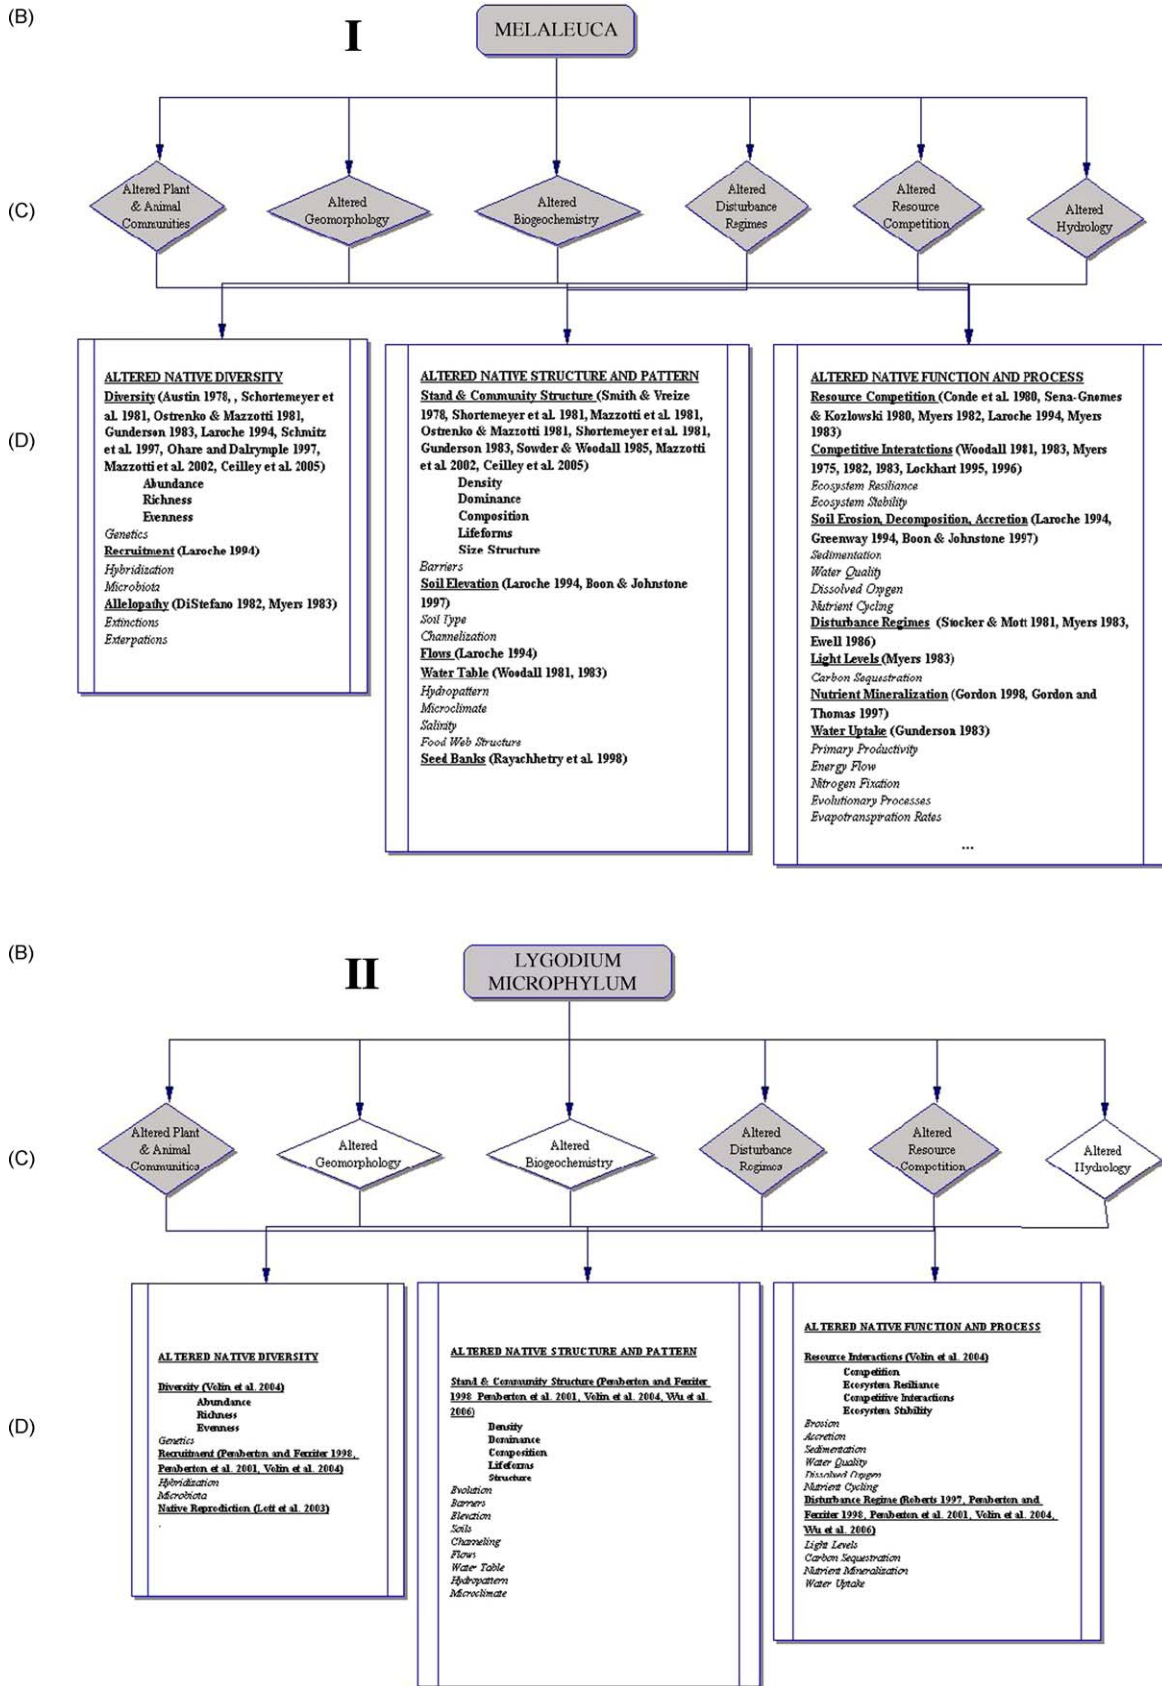 (B)
I
MELALEUCA
(C)
Altered Plant
& Animal
Communities
Altered
Geomorphology
Altered
Biogeochemistry
Altered
Disturbance
Regimes
Altered
Resource
Competition
Altered
Hydrology
(D)
ALTERED NATIVE DIVERSITY
Diversity (Austin 1978, , Schortemeyer et
al 1981, Ostrenko & Mazzotti 1981,
Gunderson 1983, Laroche 1994, Schmitz
et al. 1997, Ohare and Dalrymple 1997,
Mazzotti et al. 2002, Ceilley et al. 2005)
Abundance
Richness
Evenness
Genetics
Recruitment (Laroche 1994)
Hybridization
Microbiota
Allelopathy (DiStefano 1982, Myers 1983)
Extinctions
Exterpations
ALTERED NATIVE STRUCTURE AND PATTERN
Stand & Community Structure (Smith & Vreize
1978, Shortemeyer et al. 1981, Mazzotti et al. 1981,
Ostrenko & Mazzotti 1981, Shortemeyer et al. 1981,
Gunderson 1983, Sowder & Woodall 1985, Mazzotti
et al. 2002, Ceilley et al. 2005)
Density
Dominance
Composition
Lifeforms
Size Structure
Barriers
Soil Elevation (Laroche 1994, Boon & Johnstone
1997)
Soil Type
Channelization
Flows (Laroche 1994)
Water Table (Woodall 1981, 1983)
Hydropattern
Microclimate
Salinity
Food Web Structure
Seed Banks (Rayachhetry et al. 1998)
ALTERED NATIVE FUNCTION AND PROCESS
Resource Competition (Conde et al. 1980, Sena-Gnomes
& Kozlowski 1980, Myers 1982, Laroche 1994, Myers
1983)
Competitive Interatctions (Woodall 1981, 1983, Myers
1975, 1982, 1983, Lockhart 1995, 1996)
Ecosystem Resiliance
Ecosystem Stability
Soil Erosion, Decomposition, Accretion (Laroche 1994,
Greenway 1994, Boon & Johnstone 1997)
Sedimentation
Water Quality
Dissolved Oxygen
Nutrient Cycling
Disturbance Regimes (Stocker & Mott 1981, Myers 1983,
Ewell 1986)
Light Levels (Myers 1983)
Carbon Sequestration
Nutrient Mineralization (Gordon 1998, Gordon and
Thomas 1997)
Water Uptake (Gunderson 1983)
Primary Productivity
Energy Flow
Nitrogen Fixation
Evolutionary Processes
Evapotranspiration Rates
...
(B)
II
LYGODIUM
MICROPHYLUM
(C)
Altered Plant
& Animal
Communities
Altered
Geomorphology
Altered
Biogeochemistry
Altered
Disturbance
Regimes
Altered
Resource
Competition
Altered
Hydrology
(D)
ALTERED NATIVE DIVERSITY
Diversity (Volin et al. 2004)
Abundance
Richness
Evenness
Genetics
Recruitment (Pemberton and Ferriter 1998,
Pemberton et al. 2001, Volin et al. 2004)
Hybridization
Microbiota
Native Reprodiction (Lott et al. 2003)
.
ALTERED NATIVE STRUCTURE AND PATTERN
Stand & Community Structure (Pemberton and Ferriter
1998 Pemberton et al. 2001, Volin et al. 2004, Wu et al.
2006)
Density
Dominance
Composition
Lifeforms
Structure
Evolution
Barriers
Elevation
Soils
Channeling
Flows
Water Table
Hydropattern
Microclimate
ALTERED NATIVE FUNCTION AND PROCESS
Resource Interactions (Volin et al. 2004)
Competition
Ecosystem Resiliance
Competitive Interactions
Ecosystem Stability
Erosion
Accretion
Sedimentation
Water Quality
Dissolved Oxygen
Nutrient Cycling
Disturbance Regime (Roberts 1997, Pemberton and
Ferriter 1998, Pemberton et al. 2001, Volin et al. 2004,
Wu et al. 2006)
Light Levels
Carbon Sequestration
Nutrient Mineralization
Water Uptake